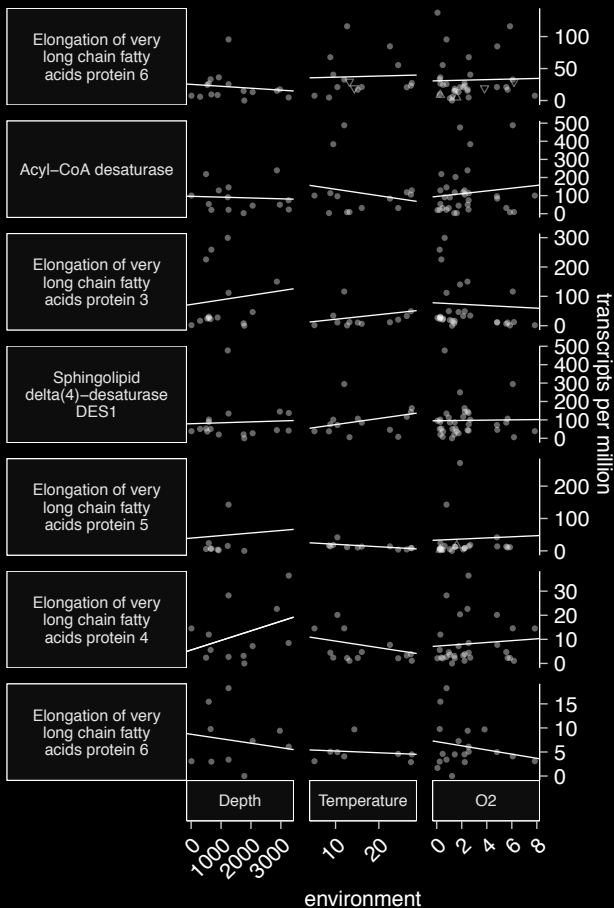 Elongation of very
long chain fatty
acids protein 6
0
50
100
Acyl−CoA desaturase
0
100
200
300
400
500
Elongation of very
long chain fatty
acids protein 3
0
100
200
300
Sphingolipid
delta(4)−desaturase
DES1
0
100
150
200
300
400
500
Elongation of very
long chain fatty
acids protein 5
0
100
200
Elongation of very
long chain fatty
acids protein 4
0
10
20
30
Elongation of very
long chain fatty
acids protein 6
0
5
10
15
transcripts per million
Depth
Temperature
O2
0
1000
2000
3000
10
20
0
2
4
6
8
environment